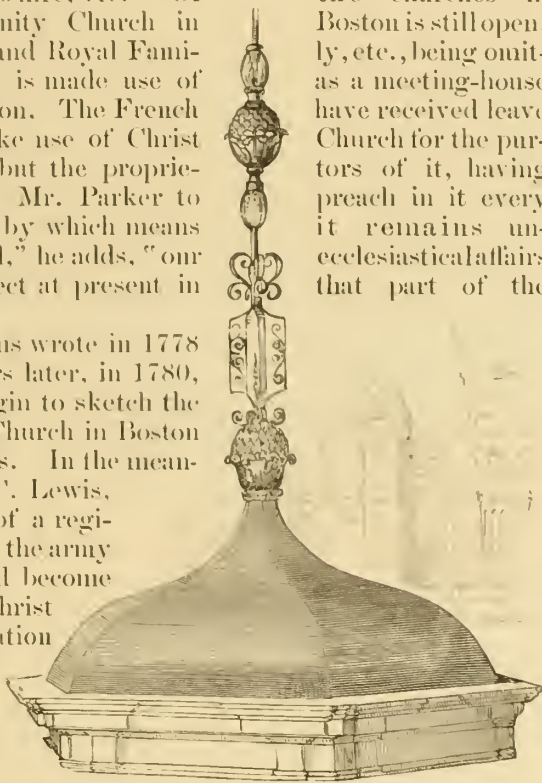 nity Church in Boston is still open
and Royal Fami- ly, etc., being omit-
is made use of as a meeting-house
on. The French have received leave
ke use of Christ Church for the pur-
but the proprie- tors of it, having
Mr. Parker to preach in it every
by which means it remains un-
l," he adds, "our ecclesiastical affairs
ect at present in that part of the
ns wrote in 1778
rs later, in 1780,
gin to sketch the
Church in Boston
s. In the mean-
Lewis,
of a regi-
the army
d become
hrist
ation